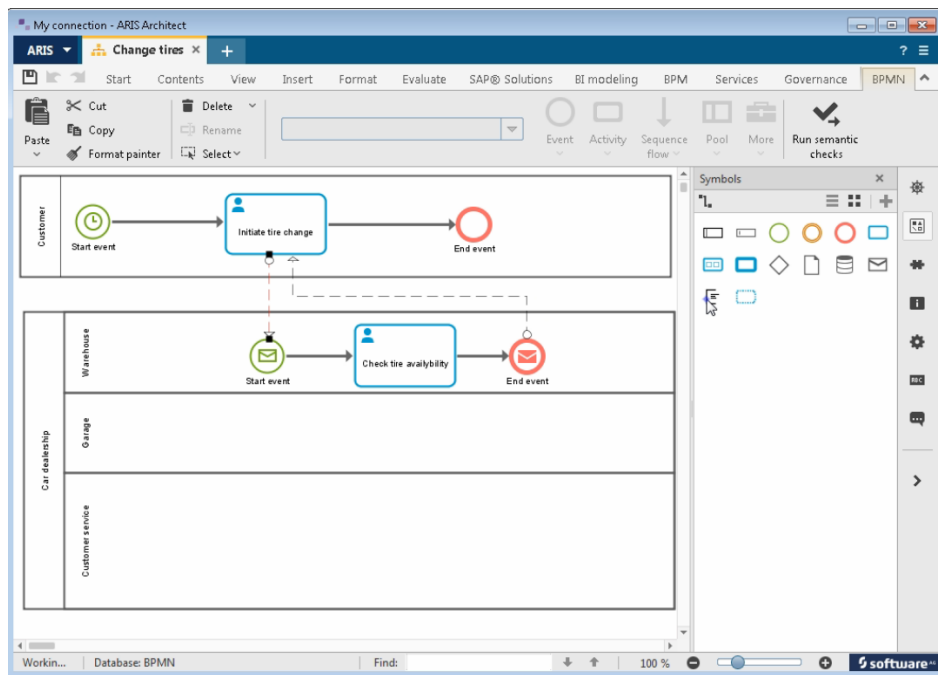 My connection - ARIS Architect
ARIS
Change tires
?
Start
Contents
View
Insert
Format
Evaluate
SAP® Solutions
BI modeling
BPM
Services
Governance
BPMN
Paste
Cut
Copy
Format painter
Delete
Rename
Select
Event
Activity
Sequence
flow
Pool
More
Run semantic
checks
Symbols
Customer
Start event
Initiate tire change
End event
Car dealership
Warehouse
Start event
Check tire availybility
End event
Garage
Customer service
Workin...
Database: BPMN
Find:
100 %
software AG